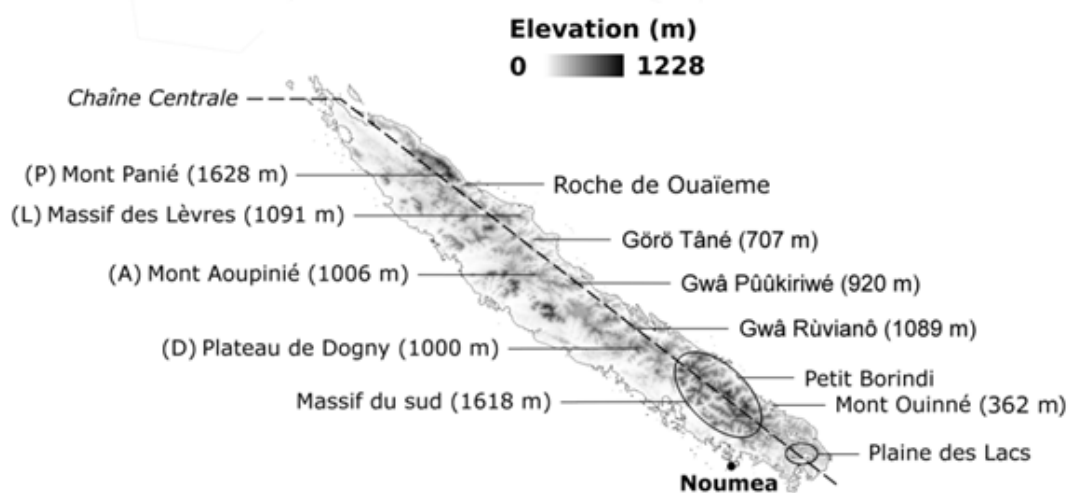 Elevation (m)
0 1228
Chaîne Centrale
(P) Mont Panié (1628 m)
Roche de Ouaïeme
(L) Massif des Lèvres (1091 m)
Görö Tâné (707 m)
(A) Mont Aoupinié (1006 m)
Gwâ Pûûkiriwé (920 m)
Gwâ Rùvianô (1089 m)
(D) Plateau de Dogny (1000 m)
Petit Borindi
Massif du sud (1618 m)
Mont Ouinné (362 m)
Plaine des Lacs
Noumea